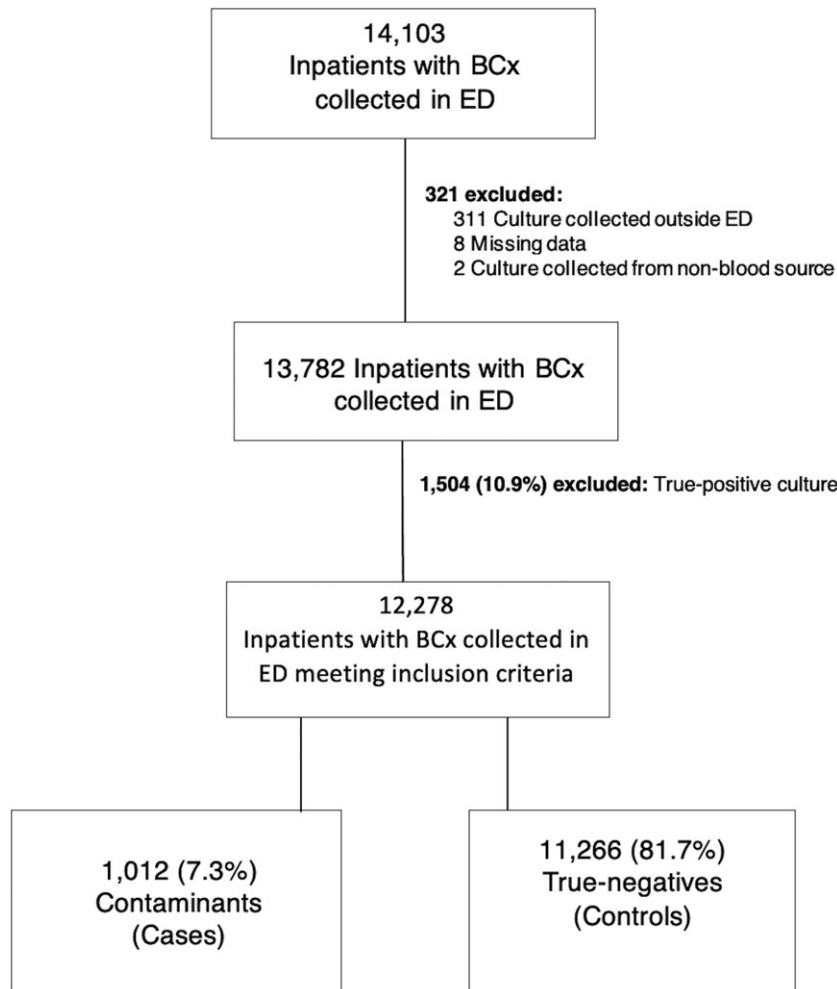 14,103
Inpatients with BCx
collected in ED
321 excluded:
311 Culture collected outside ED
8 Missing data
2 Culture collected from non-blood source
13,782 Inpatients with BCx
collected in ED
1,504 (10.9%) excluded: True-positive culture
12,278
Inpatients with BCx collected in
ED meeting inclusion criteria
1,012 (7.3%)
Contaminants
(Cases)
11,266 (81.7%)
True-negatives
(Controls)